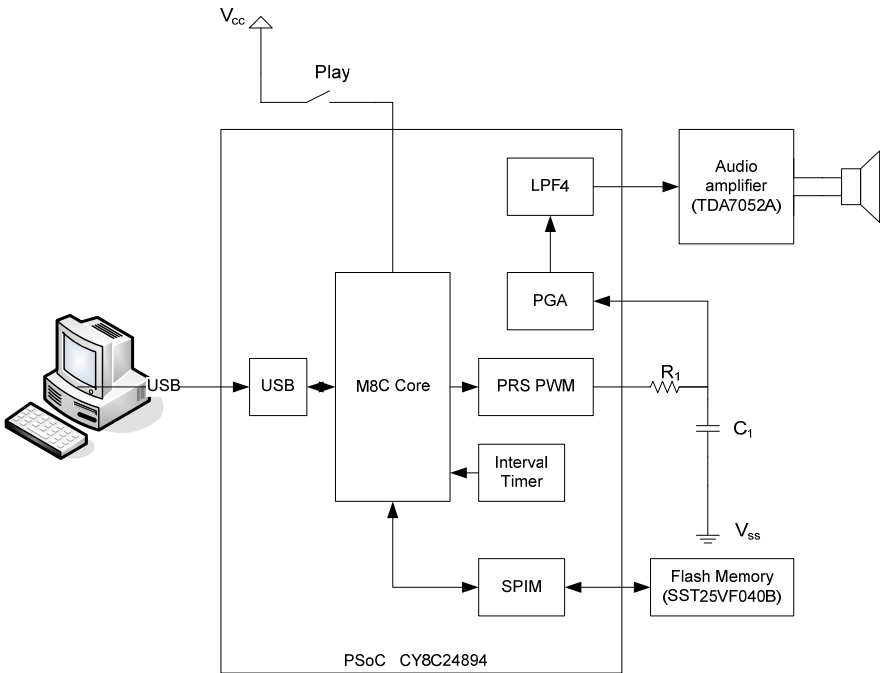 Vcc
Play
LPF4
Audio
amplifier
(TDA7052A)
PGA
USB
USB
M8C Core
PRS PWM
R1
C1
Interval
Timer
Vss
SPIM
Flash Memory
(SST25VF040B)
PSoC CY8C24894